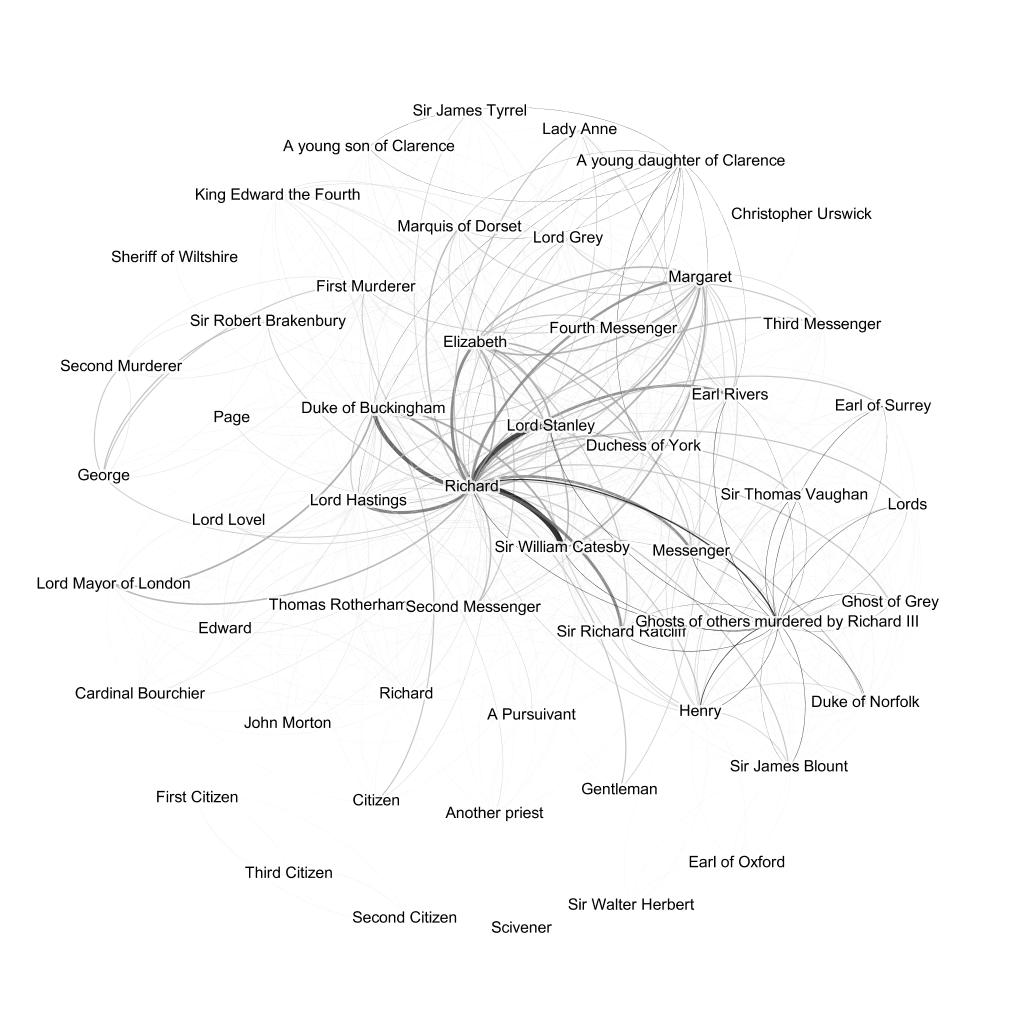 Sir James Tyrrel
Lady Anne
A young son of Clarence
A young daughter of Clarence
King Edward the Fourth
Christopher Urswick
Marquis of Dorset
Lord Grey
Sheriff of Wiltshire
Margaret
First Murderer
Sir Robert Brakenbury
Fourth Messenger
Third Messenger
Elizabeth
Second Murderer
Earl Rivers
Earl of Surrey
Duke of Buckingham
Page
Lord Stanley
Duchess of York
George
Richard
Lord Hastings
Sir Thomas Vaughan
Lords
Lord Lovel
Sir William Catesby
Messenger
Lord Mayor of London
Thomas Rotherham
Second Messenger
Ghost of Grey
Ghosts of others murdered by Richard III
Edward
Sir Richard Ratcliff
Cardinal Bourchier
Richard
Duke of Norfolk
Henry
A Pursuivant
John Morton
Sir James Blount
Gentleman
First Citizen
Citizen
Another priest
Earl of Oxford
Third Citizen
Sir Walter Herbert
Second Citizen
Scivener